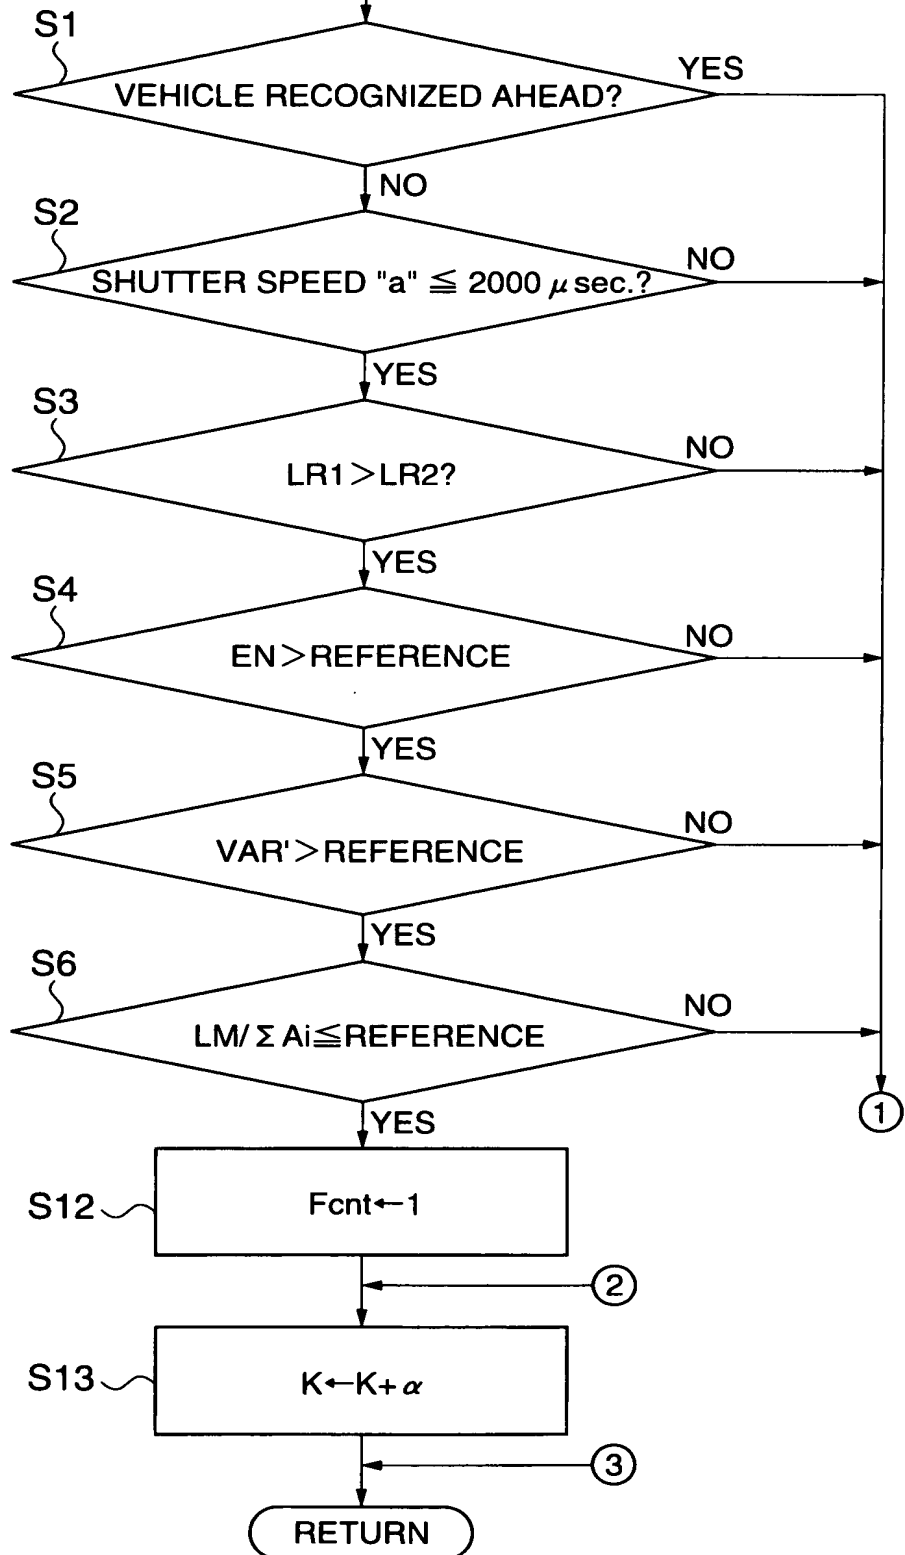 S1
VEHICLE RECOGNIZED AHEAD?
YES
NO
S2
SHUTTER SPEED "a" ≦ 2000 μ sec.?
NO
YES
S3
LR1>LR2?
NO
YES
S4
EN>REFERENCE
NO
YES
S5
VAR'>REFERENCE
NO
YES
S6
LM/ Σ Ai≦REFERENCE
NO
1
YES
S12
Fcnt←1
2
S13
K←K+α
3
RETURN